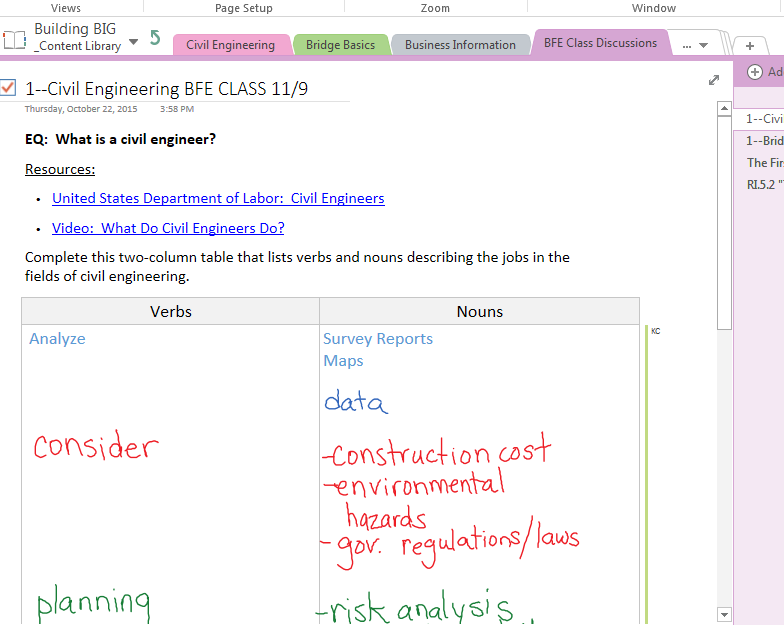 Views Page Setup Zoom Window
Building BIG
_Content Library
Civil Engineering Bridge Basics Business Information BFE Class Discussions ... +
1--Civil Engineering BFE CLASS 11/9
Thursday, October 22, 2015 3:58 PM
EQ: What is a civil engineer?
Resources:
• United States Department of Labor: Civil Engineers
• Video: What Do Civil Engineers Do?
Complete this two-column table that lists verbs and nouns describing the jobs in the
fields of civil engineering.
Verbs Nouns
Analyze Survey Reports
Maps
data
consider -construction cost
-environmental
hazards
- gov. regulations/laws
planning -risk analysis
KC
Ad
1--Civi
1--Brid
The Fir
RI.5.2 "